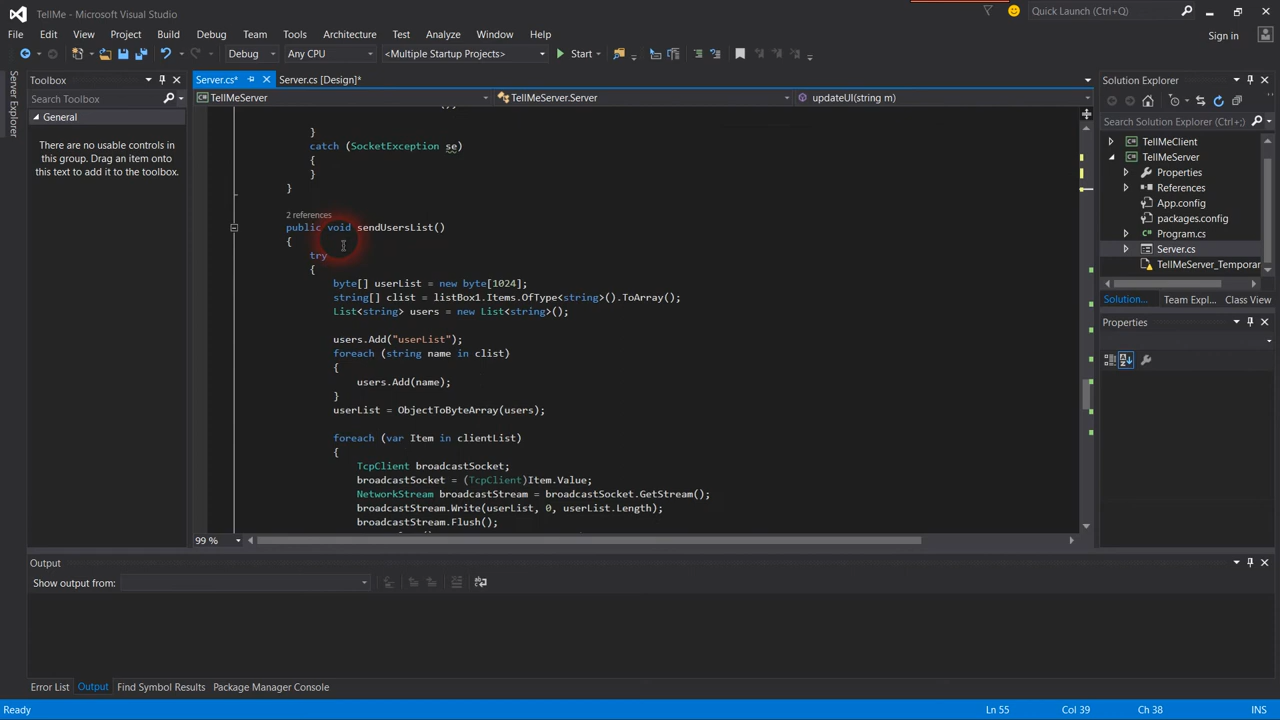 TellMe - Microsoft Visual Studio
Quick Launch (Ctrl+Q)
File Edit View Project Build Debug Team Tools Architecture Test Analyze Window Help
Sign in
Debug Any CPU <Multiple Startup Projects> Start
Server Explorer
Toolbox
Search Toolbox
General
There are no usable controls in
this group. Drag an item onto
this text to add it to the toolbox.
Server.cs* Server.cs [Design]*
TellMeServer TellMeServer.Server updateUI(string m)
}
catch (SocketException se)
{
}
}
2 references
public void sendUsersList()
{
try
{
byte[] userList = new byte[1024];
string[] clist = listBox1.Items.OfType<string>().ToArray();
List<string> users = new List<string>();
users.Add("userList");
foreach (string name in clist)
{
users.Add(name);
}
userList = ObjectToByteArray(users);
foreach (var Item in clientList)
{
TcpClient broadcastSocket;
broadcastSocket = (TcpClient)Item.Value;
NetworkStream broadcastStream = broadcastSocket.GetStream();
broadcastStream.Write(userList, 0, userList.Length);
broadcastStream.Flush();
99 %
Solution Explorer
Search Solution Explorer (Ctrl+;)
TellMeClient
TellMeServer
Properties
References
App.config
packages.config
Program.cs
Server.cs
TellMeServer_Temporar
Solution... Team Expl... Class View
Properties
Output
Show output from:
Error List Output Find Symbol Results Package Manager Console
Ready Ln 55 Col 39 Ch 38 INS